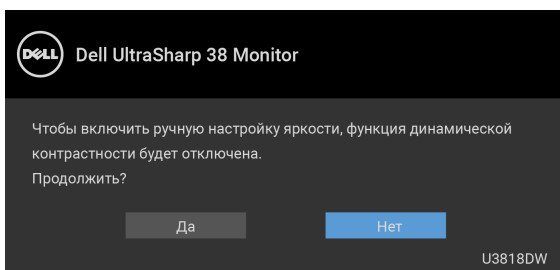 DELL
Dell UltraSharp 38 Monitor
Чтобы включить ручную настройку яркости, функция динамической
контрастности будет отключена.
Продолжить?
Да
Нет
U3818DW